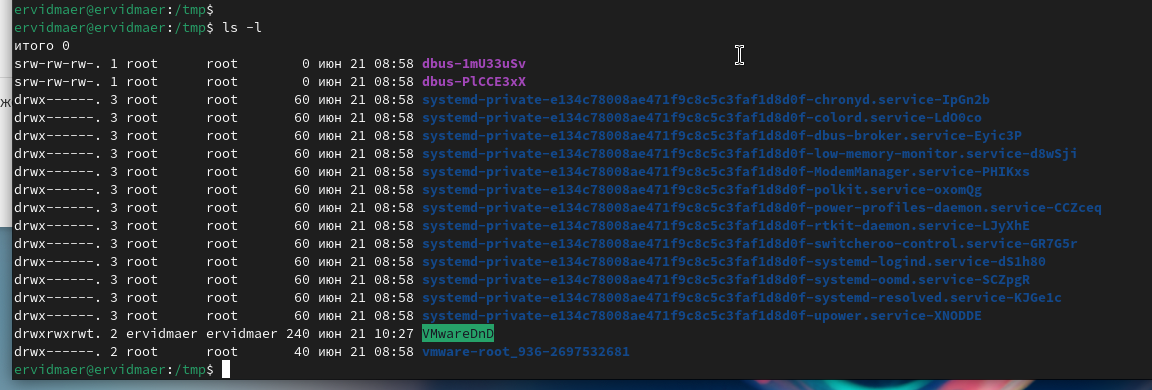 ervidmaer@ervidmaer:/tmp$
ervidmaer@ervidmaer:/tmp$ ls -l
итого 0
srw-rw-rw-. 1 root      root        0 июн 21 08:58 dbus-1mU33uSv
srw-rw-rw-. 1 root      root        0 июн 21 08:58 dbus-PlCCE3xX
drwx------. 3 root      root       60 июн 21 08:58 systemd-private-e134c78008ae471f9c8c5c3faf1d8d0f-chronyd.service-IpGn2b
drwx------. 3 root      root       60 июн 21 08:58 systemd-private-e134c78008ae471f9c8c5c3faf1d8d0f-colord.service-LdO0co
drwx------. 3 root      root       60 июн 21 08:58 systemd-private-e134c78008ae471f9c8c5c3faf1d8d0f-dbus-broker.service-Eyic3P
drwx------. 3 root      root       60 июн 21 08:58 systemd-private-e134c78008ae471f9c8c5c3faf1d8d0f-low-memory-monitor.service-d8wSji
drwx------. 3 root      root       60 июн 21 08:58 systemd-private-e134c78008ae471f9c8c5c3faf1d8d0f-ModemManager.service-PHIKxs
drwx------. 3 root      root       60 июн 21 08:58 systemd-private-e134c78008ae471f9c8c5c3faf1d8d0f-polkit.service-oxomQg
drwx------. 3 root      root       60 июн 21 08:58 systemd-private-e134c78008ae471f9c8c5c3faf1d8d0f-power-profiles-daemon.service-CCZceq
drwx------. 3 root      root       60 июн 21 08:58 systemd-private-e134c78008ae471f9c8c5c3faf1d8d0f-rtkit-daemon.service-LJyXhE
drwx------. 3 root      root       60 июн 21 08:58 systemd-private-e134c78008ae471f9c8c5c3faf1d8d0f-switcheroo-control.service-GR7G5r
drwx------. 3 root      root       60 июн 21 08:58 systemd-private-e134c78008ae471f9c8c5c3faf1d8d0f-systemd-logind.service-dS1h80
drwx------. 3 root      root       60 июн 21 08:58 systemd-private-e134c78008ae471f9c8c5c3faf1d8d0f-systemd-oomd.service-SCZpgR
drwx------. 3 root      root       60 июн 21 08:58 systemd-private-e134c78008ae471f9c8c5c3faf1d8d0f-systemd-resolved.service-KJGe1c
drwx------. 3 root      root       60 июн 21 08:58 systemd-private-e134c78008ae471f9c8c5c3faf1d8d0f-upower.service-XNODDE
drwxrwxrwt. 2 ervidmaer ervidmaer 240 июн 21 10:27 VMwareDnD
drwx------. 2 root      root       40 июн 21 08:58 vmware-root_936-2697532681
ervidmaer@ervidmaer:/tmp$